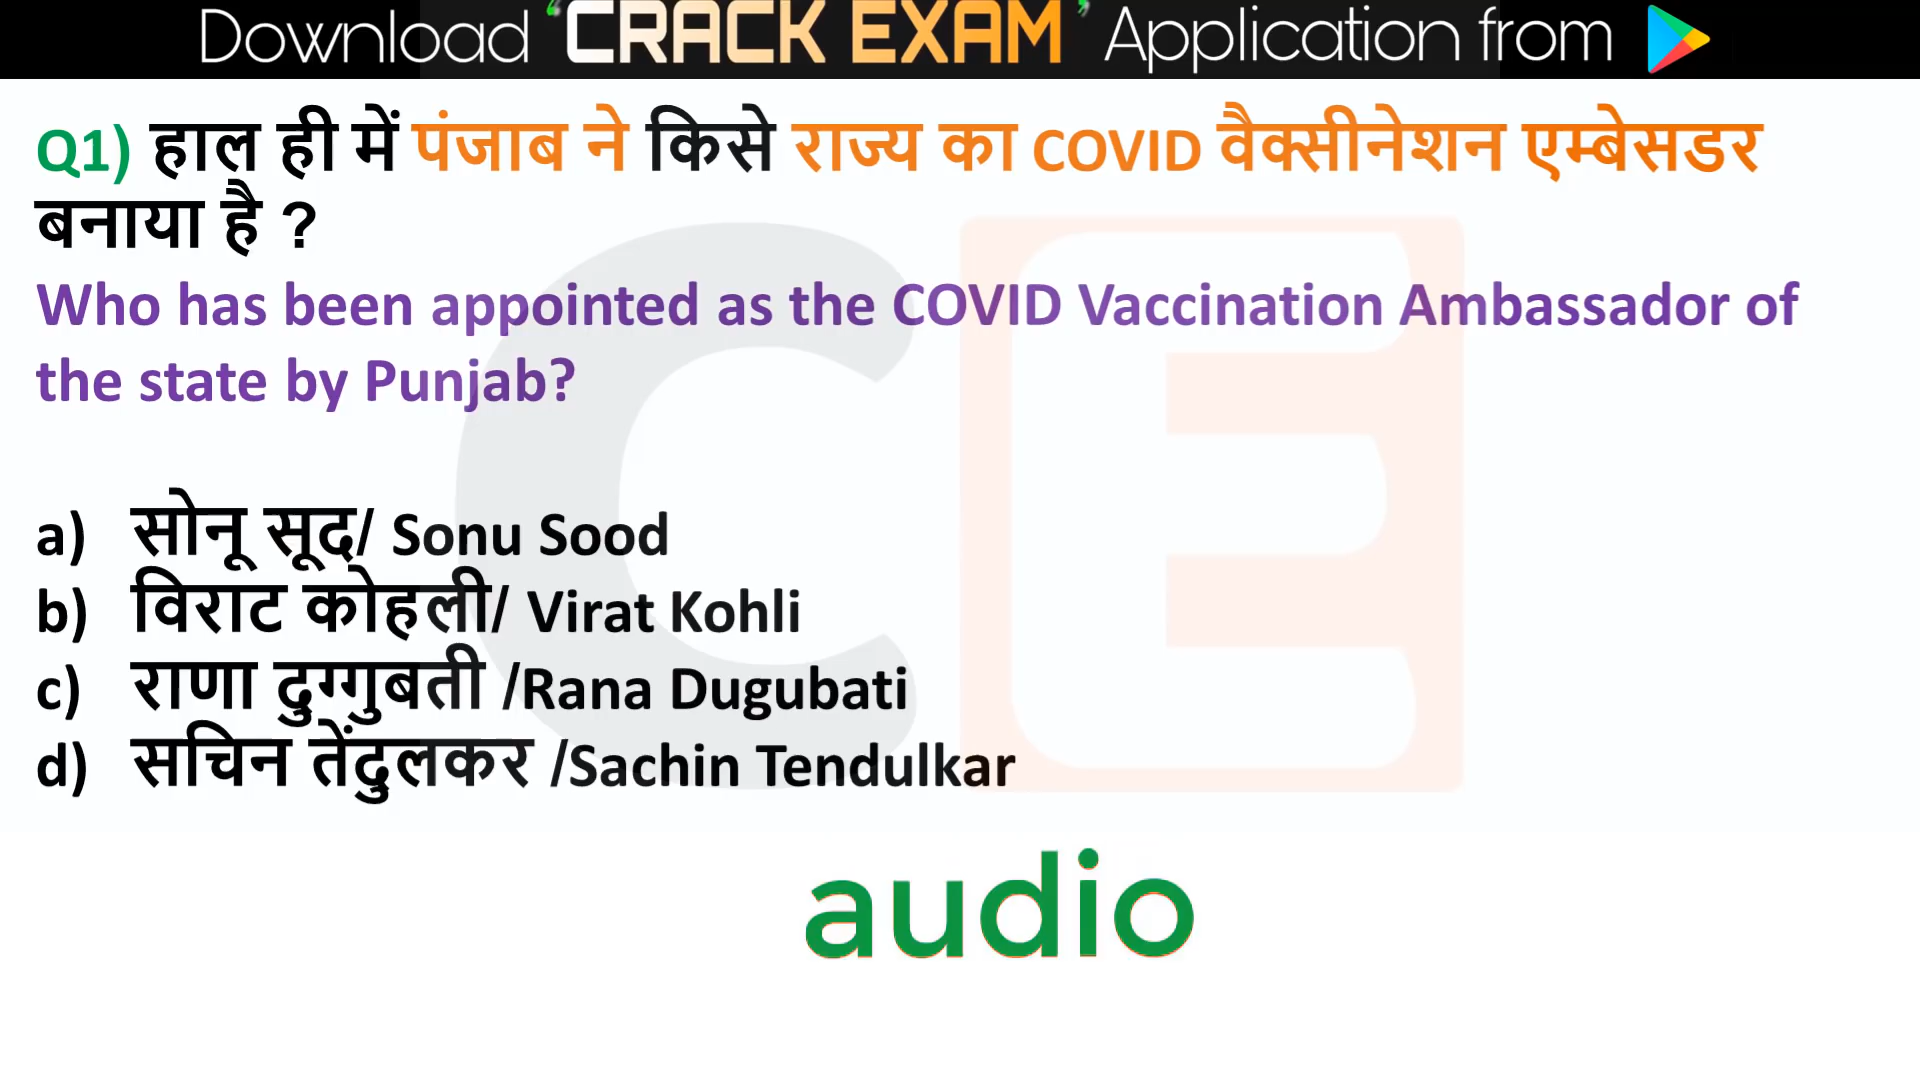 Download ‘CRACK EXAM’ Application from
Q1) हाल ही में पंजाब ने किसे राज्य का COVID वैक्सीनेशन एम्बेसडर
बनाया है ?
Who has been appointed as the COVID Vaccination Ambassador of
the state by Punjab?
a) सोनू सूद/ Sonu Sood
b) विराट कोहली/ Virat Kohli
c) राणा दुग्गुबती /Rana Dugubati
d) सचिन तेंदुलकर /Sachin Tendulkar
CE
audio